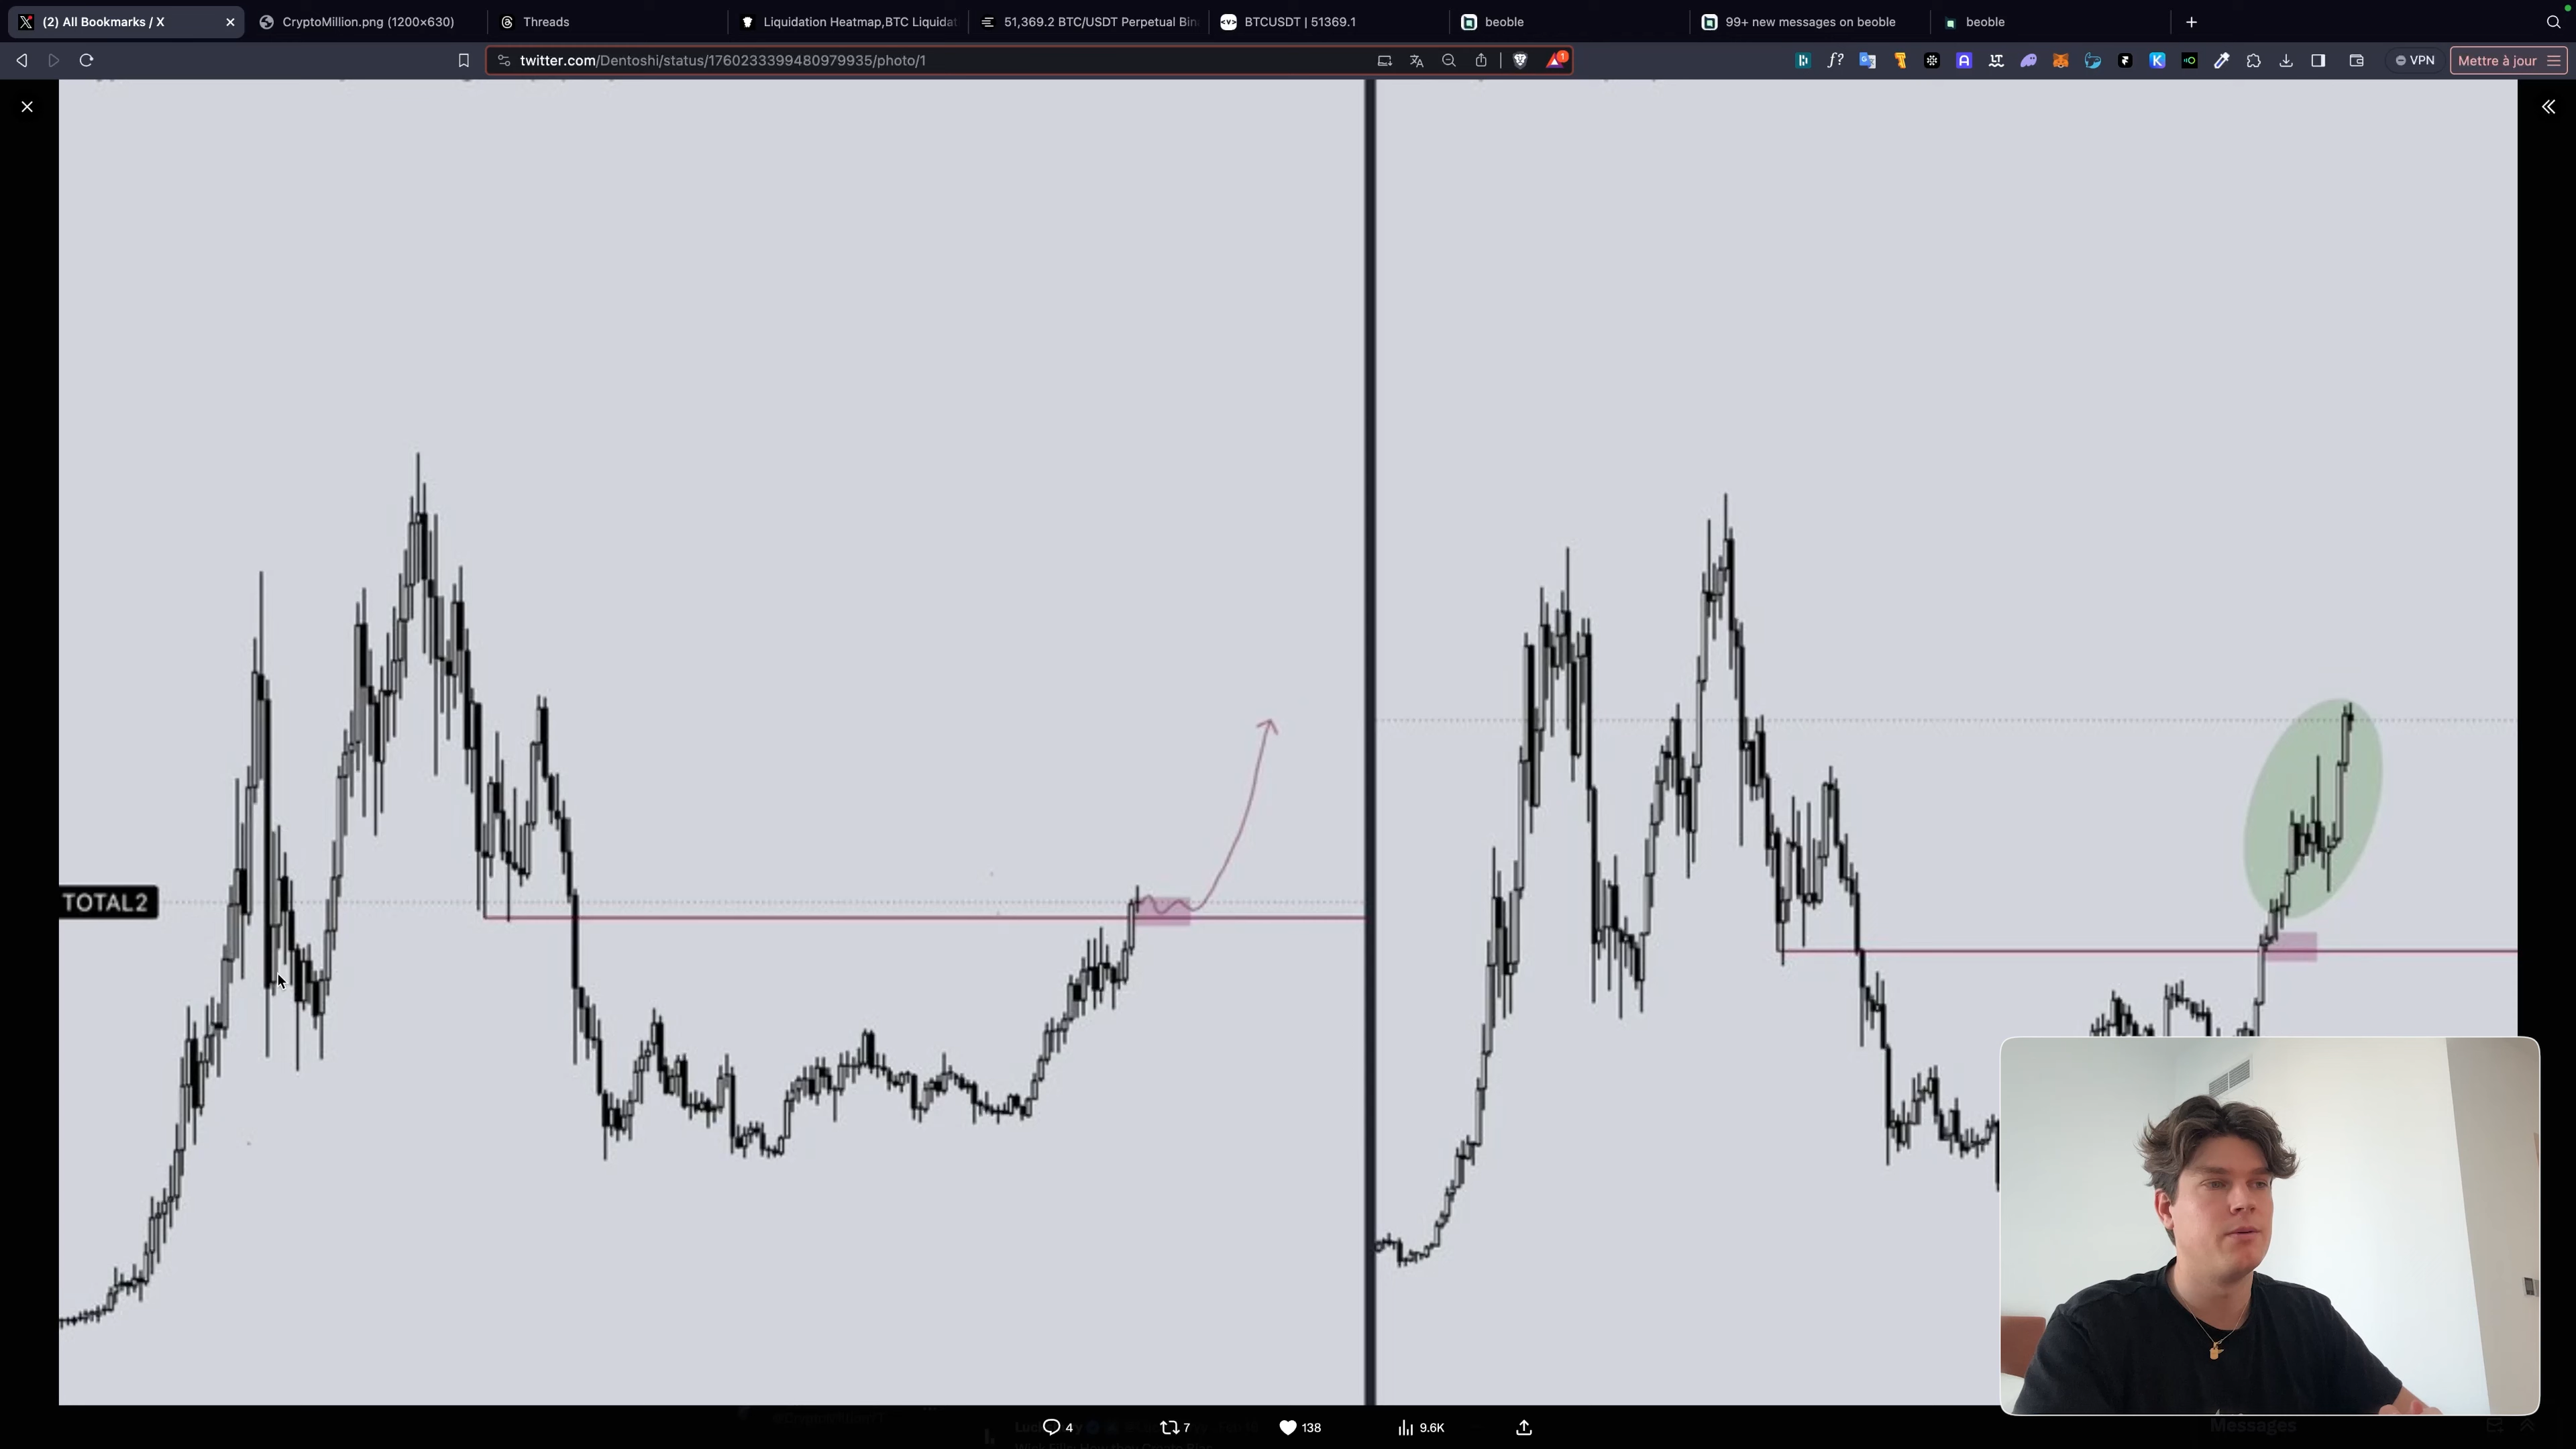 (2) All Bookmarks / X
CryptoMillion.png (1200×630)
Threads
Liquidation Heatmap,BTC Liquidat
51,369.2 BTC/USDT Perpetual Bin
BTCUSDT | 51369.1
beoble
99+ new messages on beoble
beoble
twitter.com/Dentoshi/status/1760233399480979935/photo/1
1
VPN
Mettre à jour
TOTAL2
4
7
138
9.6K
Messages